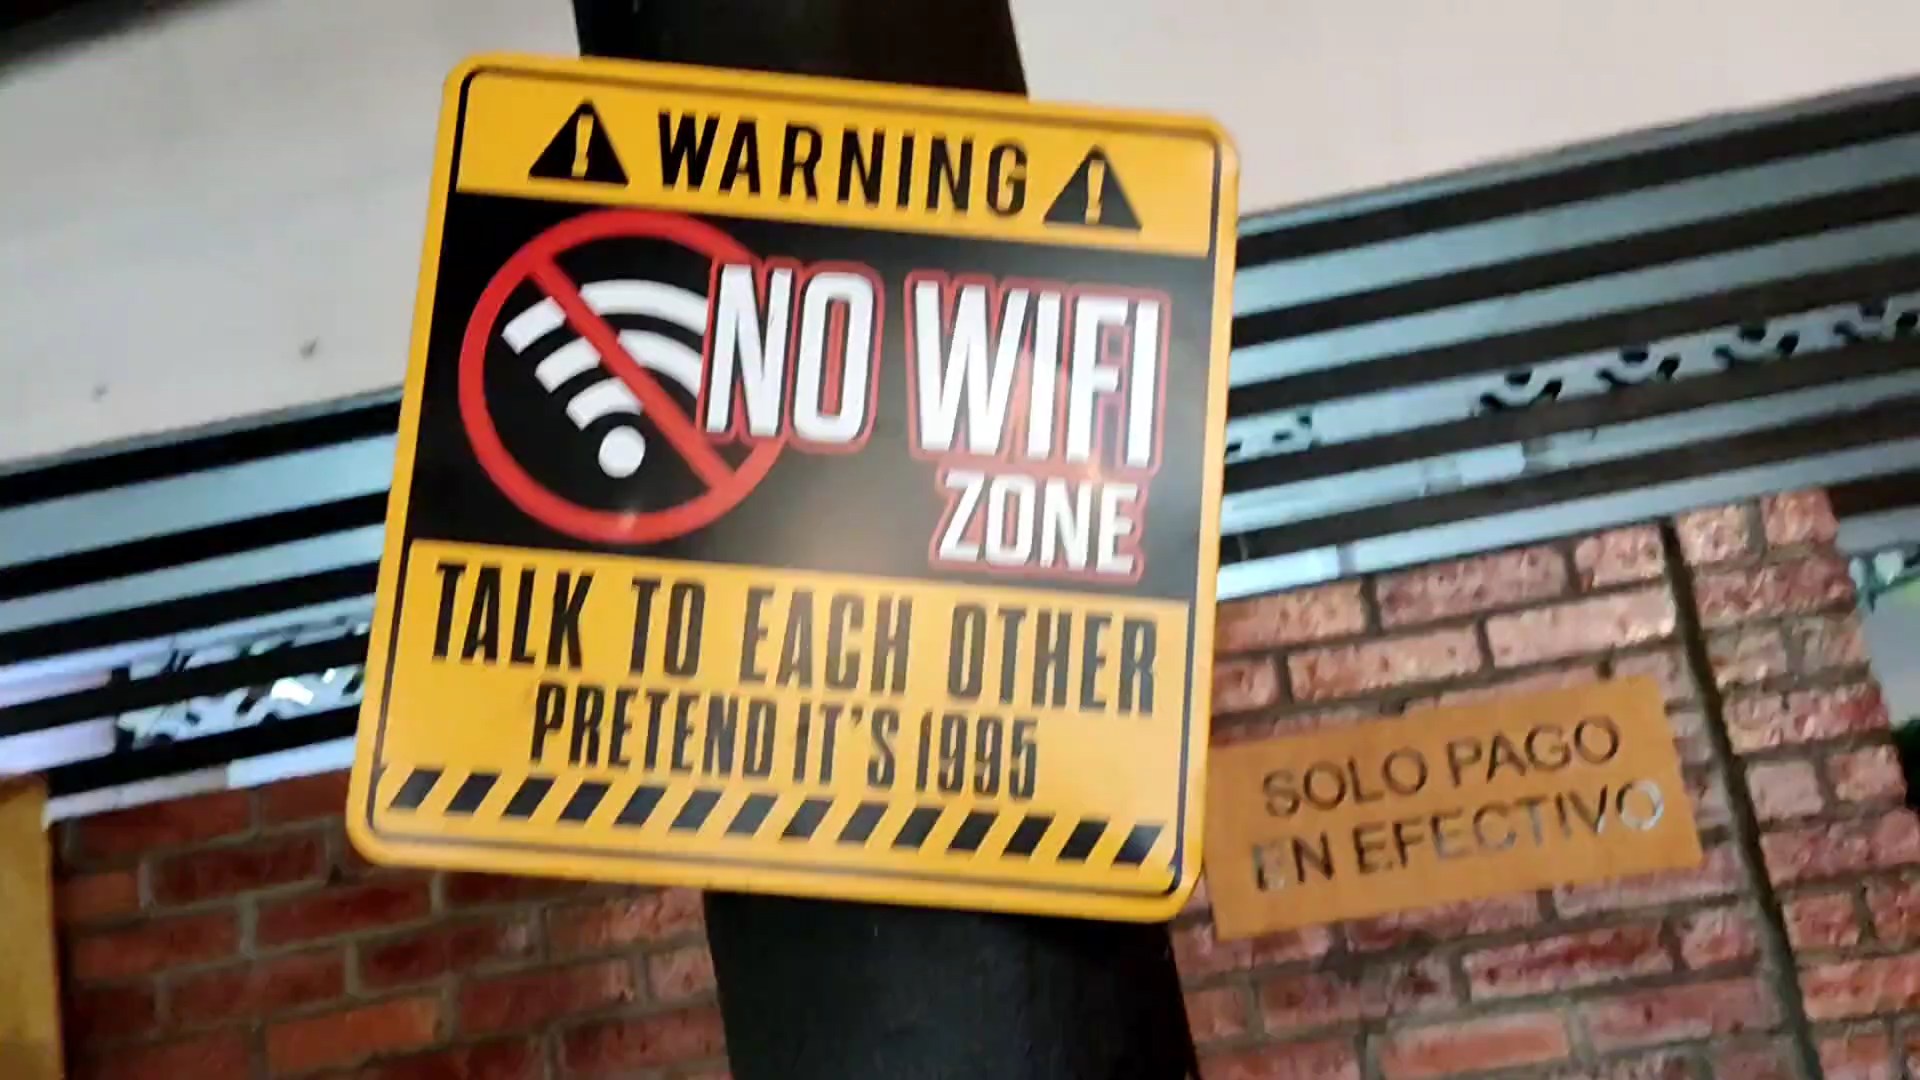 WARNING
NO WIFI
ZONE
TALK TO EACH OTHER
PRETEND IT'S 1995
SOLO PAGO
EN EFECTIVO